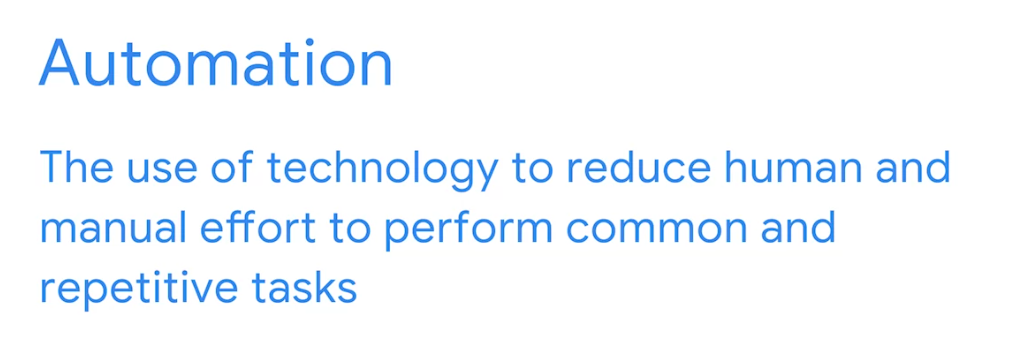 Automation
The use of technology to reduce human and
manual effort to perform common and
repetitive tasks